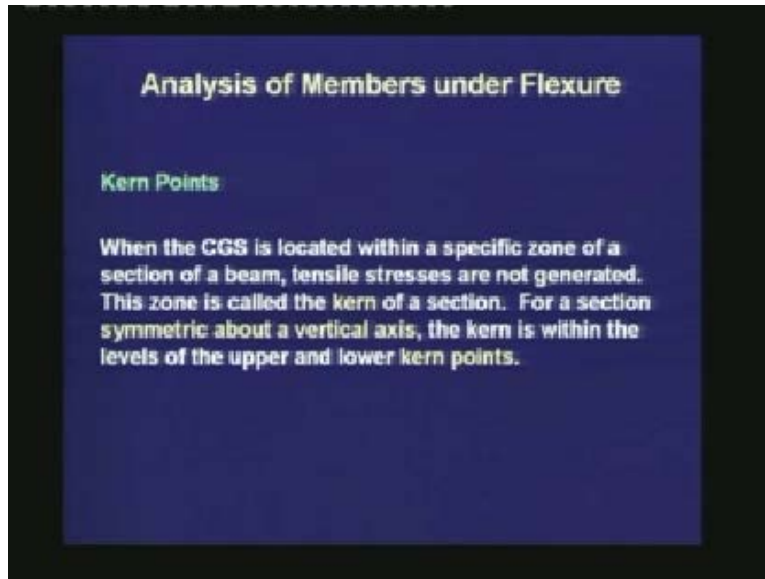 Analysis of Members under Flexure
Kern Points
When the CGS is located within a specific zone of a
section of a beam, tensile stresses are not generated.
This zone is called the kern of a section. For a section
symmetric about a vertical axis, the kern is within the
levels of the upper and lower kern points.